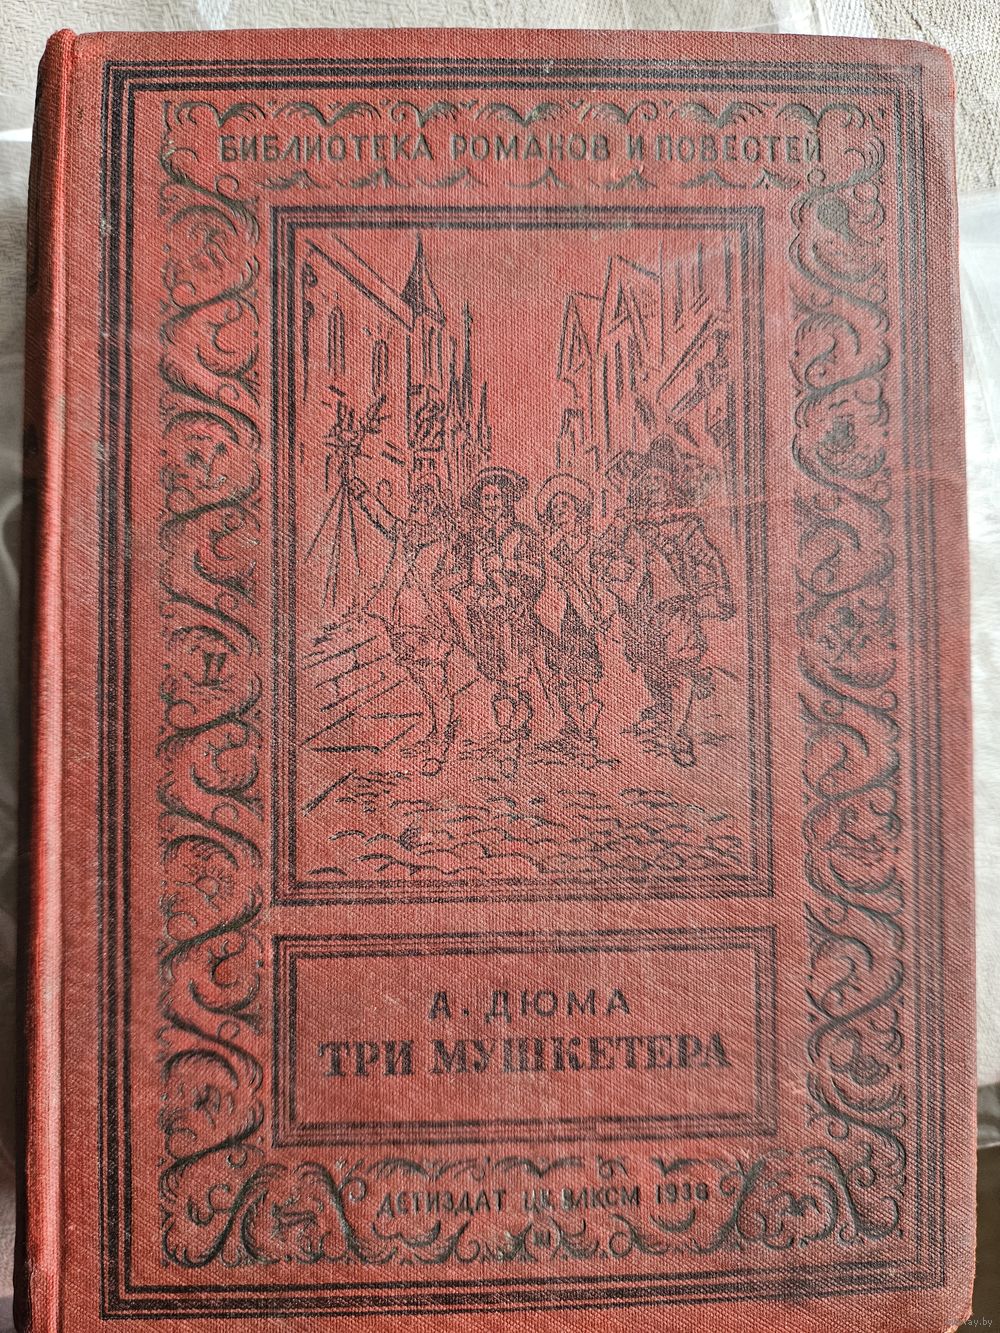 БИБЛИОТЕКА РОМАНОВ И ПОВЕСТЕЙ
А. ДЮМА
ТРИ МУШКЕТЕРА
ДЕТИЗДАТ ЦК ВЛКСМ 1938